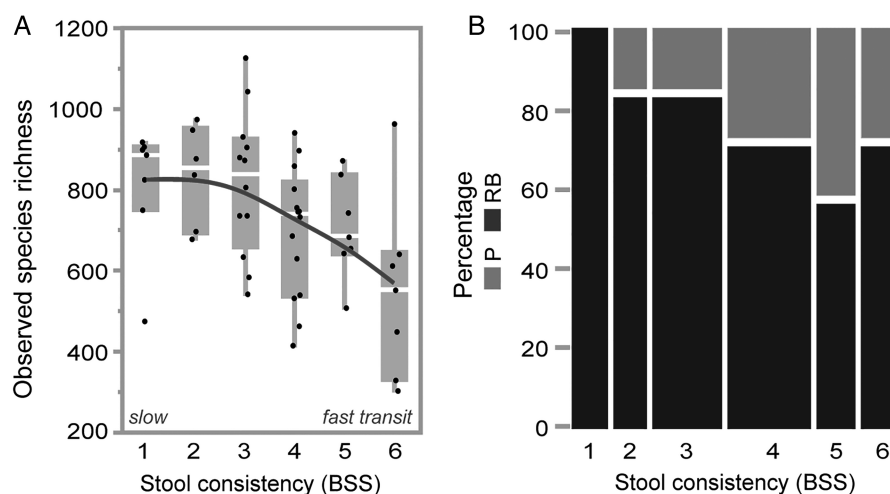 A
Observed species richness
1200
1000
800
600
400
200
slow
fast transit
1 2 3 4 5 6
Stool consistency (BSS)
B
Percentage
P RB
100
80
60
40
20
0
1 2 3 4 5 6
Stool consistency (BSS)